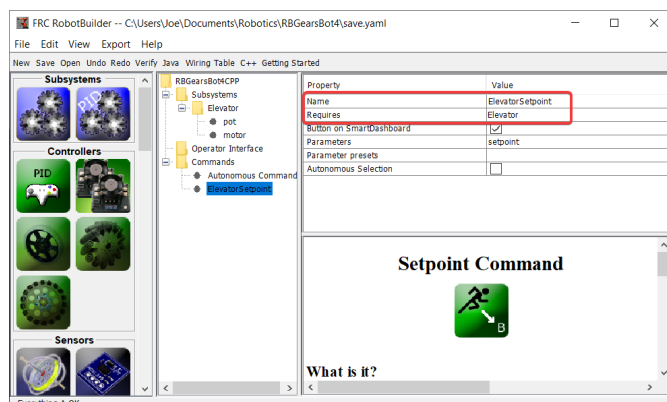 FRC RobotBuilder -- C:\Users\Joe\Documents\Robotics\RBGearsBot4\save.yaml
File Edit View Export Help
New Save Open Undo Redo Verify Java Wiring Table C++ Getting Started
Subsystems
PID
Controllers
PID
Sensors
RBGearsBot4CPP
Subsystems
Elevator
pot
motor
Operator Interface
Commands
Autonomous Command
ElevatorSetpoint
Property Value
Name ElevatorSetpoint
Requires Elevator
Button on SmartDashboard
Parameters setpoint
Parameter presets
Autonomous Selection
Setpoint Command
B
What is it?